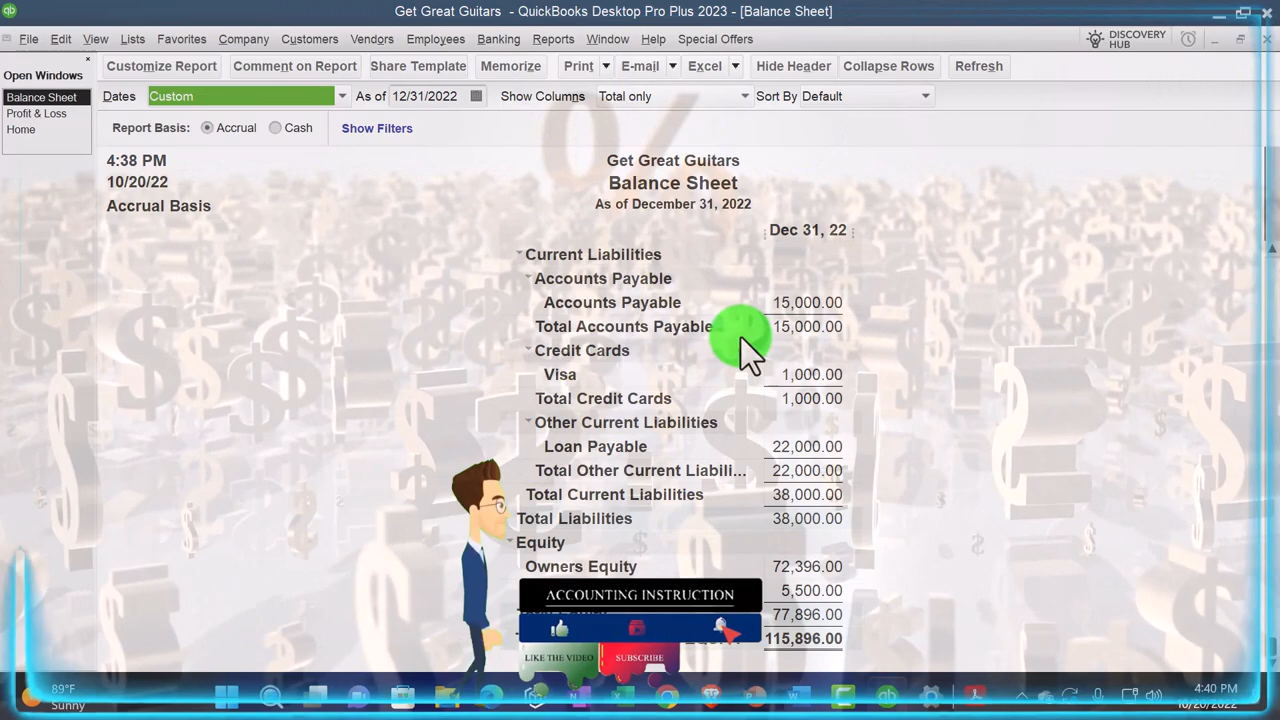 Get Great Guitars - QuickBooks Desktop Pro Plus 2023 - [Balance Sheet]
File Edit View Lists Favorites Company Customers Vendors Employees Banking Reports Window Help Special Offers DISCOVERY HUB
Open Windows
Balance Sheet
Profit & Loss
Home
Customize Report Comment on Report Share Template Memorize Print E-mail Excel Hide Header Collapse Rows Refresh
Dates Custom As of 12/31/2022 Show Columns Total only Sort By Default
Report Basis: Accrual Cash Show Filters
4:38 PM
10/20/22
Accrual Basis
Get Great Guitars
Balance Sheet
As of December 31, 2022
Dec 31, 22
Current Liabilities
Accounts Payable
Accounts Payable 15,000.00
Total Accounts Payable 15,000.00
Credit Cards
Visa 1,000.00
Total Credit Cards 1,000.00
Other Current Liabilities
Loan Payable 22,000.00
Total Other Current Liabili... 22,000.00
Total Current Liabilities 38,000.00
Total Liabilities 38,000.00
Equity
Owners Equity 72,396.00
5,500.00
77,896.00
115,896.00
ACCOUNTING INSTRUCTION
LIKE THE VIDEO SUBSCRIBE
89°F
Sunny
4:40 PM
10/20/2022